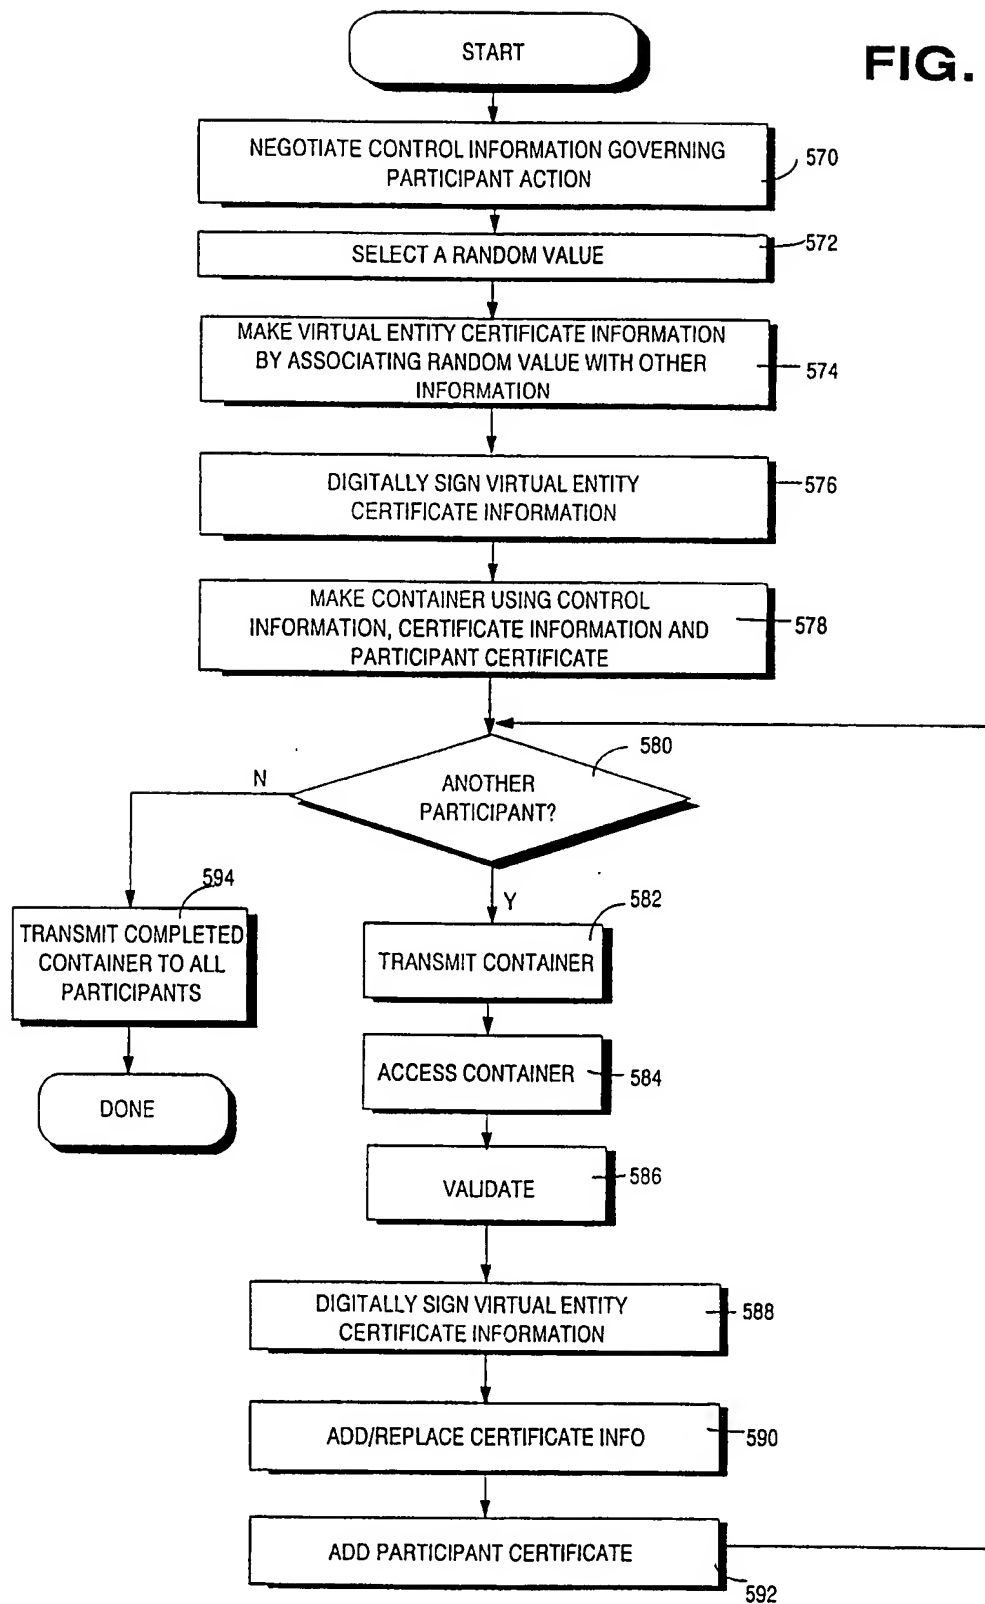 START
FIG.
NEGOTIATE CONTROL INFORMATION GOVERNING
PARTICIPANT ACTION
570
SELECT A RANDOM VALUE
572
MAKE VIRTUAL ENTITY CERTIFICATE INFORMATION
BY ASSOCIATING RANDOM VALUE WITH OTHER
INFORMATION
574
DIGITALLY SIGN VIRTUAL ENTITY
CERTIFICATE INFORMATION
576
MAKE CONTAINER USING CONTROL
INFORMATION, CERTIFICATE INFORMATION AND
PARTICIPANT CERTIFICATE
578
580
ANOTHER
PARTICIPANT?
N
Y
594
TRANSMIT COMPLETED
CONTAINER TO ALL
PARTICIPANTS
DONE
582
TRANSMIT CONTAINER
ACCESS CONTAINER
584
VALIDATE
586
DIGITALLY SIGN VIRTUAL ENTITY
CERTIFICATE INFORMATION
588
ADD/REPLACE CERTIFICATE INFO
590
ADD PARTICIPANT CERTIFICATE
592